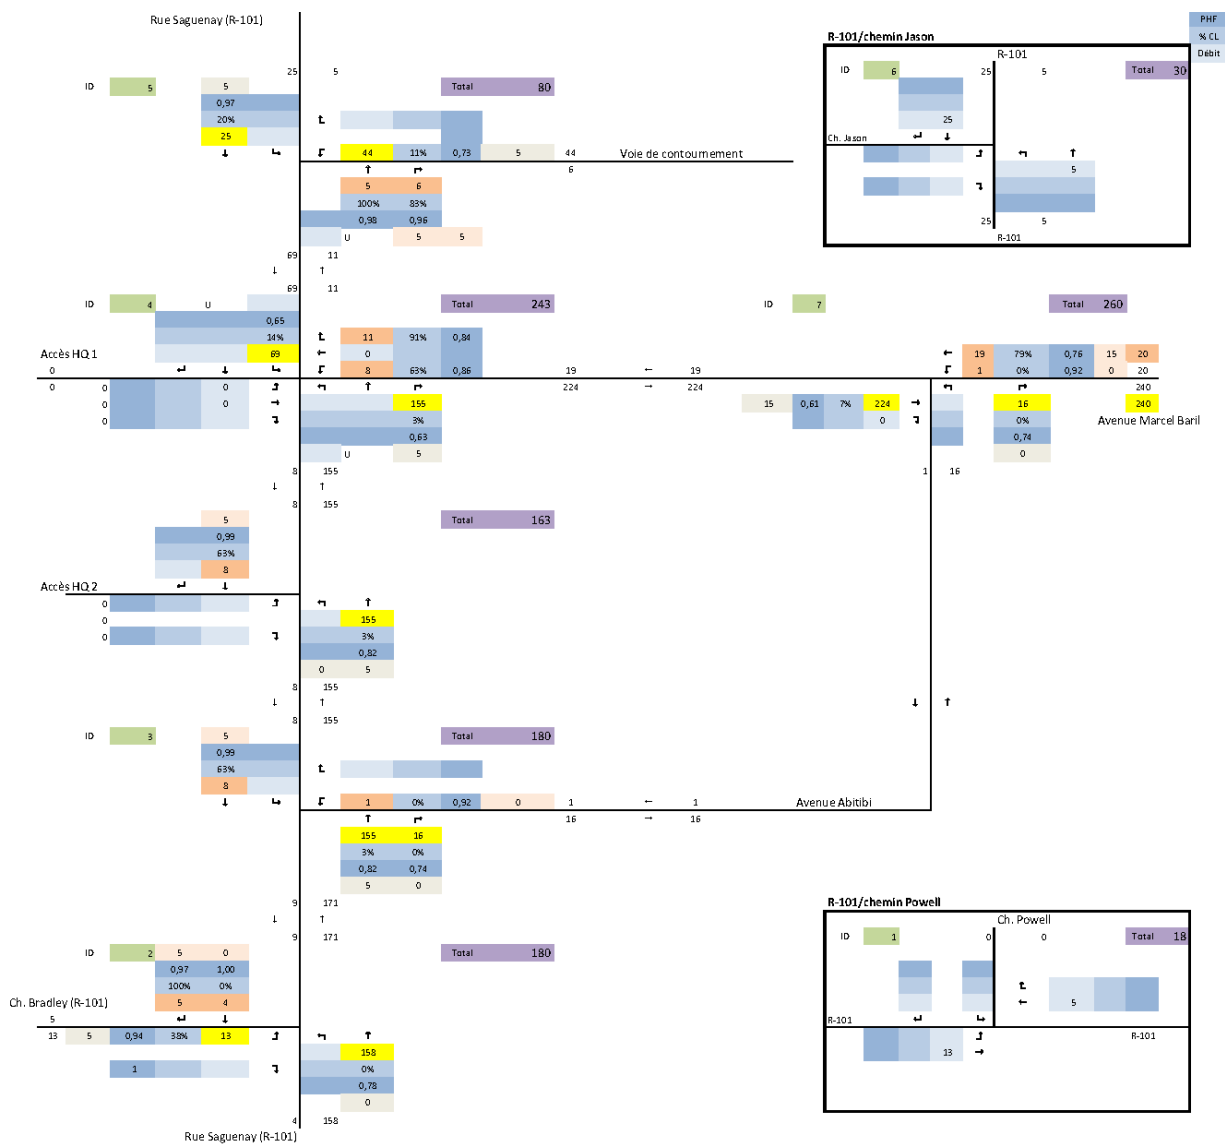 Rue Saguenay (R-101)
PHF
% CL
Débit
R-101/chemin Jason
R-101
25 5
ID 5 5 Total 80
ID 6 25 5 Total 30
0,97
20%
25
25
Ch. Jason
44 11% 0,73 5 44 Voie de contournement
6
5 6
5
100% 83%
0,98 0,96
U 5 5
25 5
R-101
69 11
↓ ↑
69 11
ID 4 U Total 243
ID 7 Total 260
0,65
14%
69
11 91% 0,84
0
8 63% 0,86
Accès HQ 1
0
19 ← 19
19 79% 0,76 15 20
1 0% 0,92 0 20
0 0 0
0 0
0
224 → 224
240
155
3%
0,63
U 5
15 0,61 7% 224
0
16
0%
0,74
0
240
Avenue Marcel Baril
8 155
↓ ↑
8 155
1 16
5
0,99
63%
8
Total 163
Accès HQ 2
0
0
0
155
3%
0,82
0 5
8 155
↓ ↑
8 155
ID 3 5 Total 180
0,99
63%
8
1 0% 0,92 0 1 ← 1 Avenue Abitibi
16 → 16
155 16
3% 0%
0,82 0,74
5 0
9 171
↓ ↑
9 171
R-101/chemin Powell
Ch. Powell
ID 2 5 0 Total 180
ID 1 0 0 Total 18
0,97 1,00
100% 0%
5 4
5
Ch. Bradley (R-101)
5
R-101
13 5 0,94 38% 13
R-101
158
13
1
0%
0,78
0
4 158
Rue Saguenay (R-101)